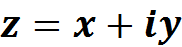 z = x + iy